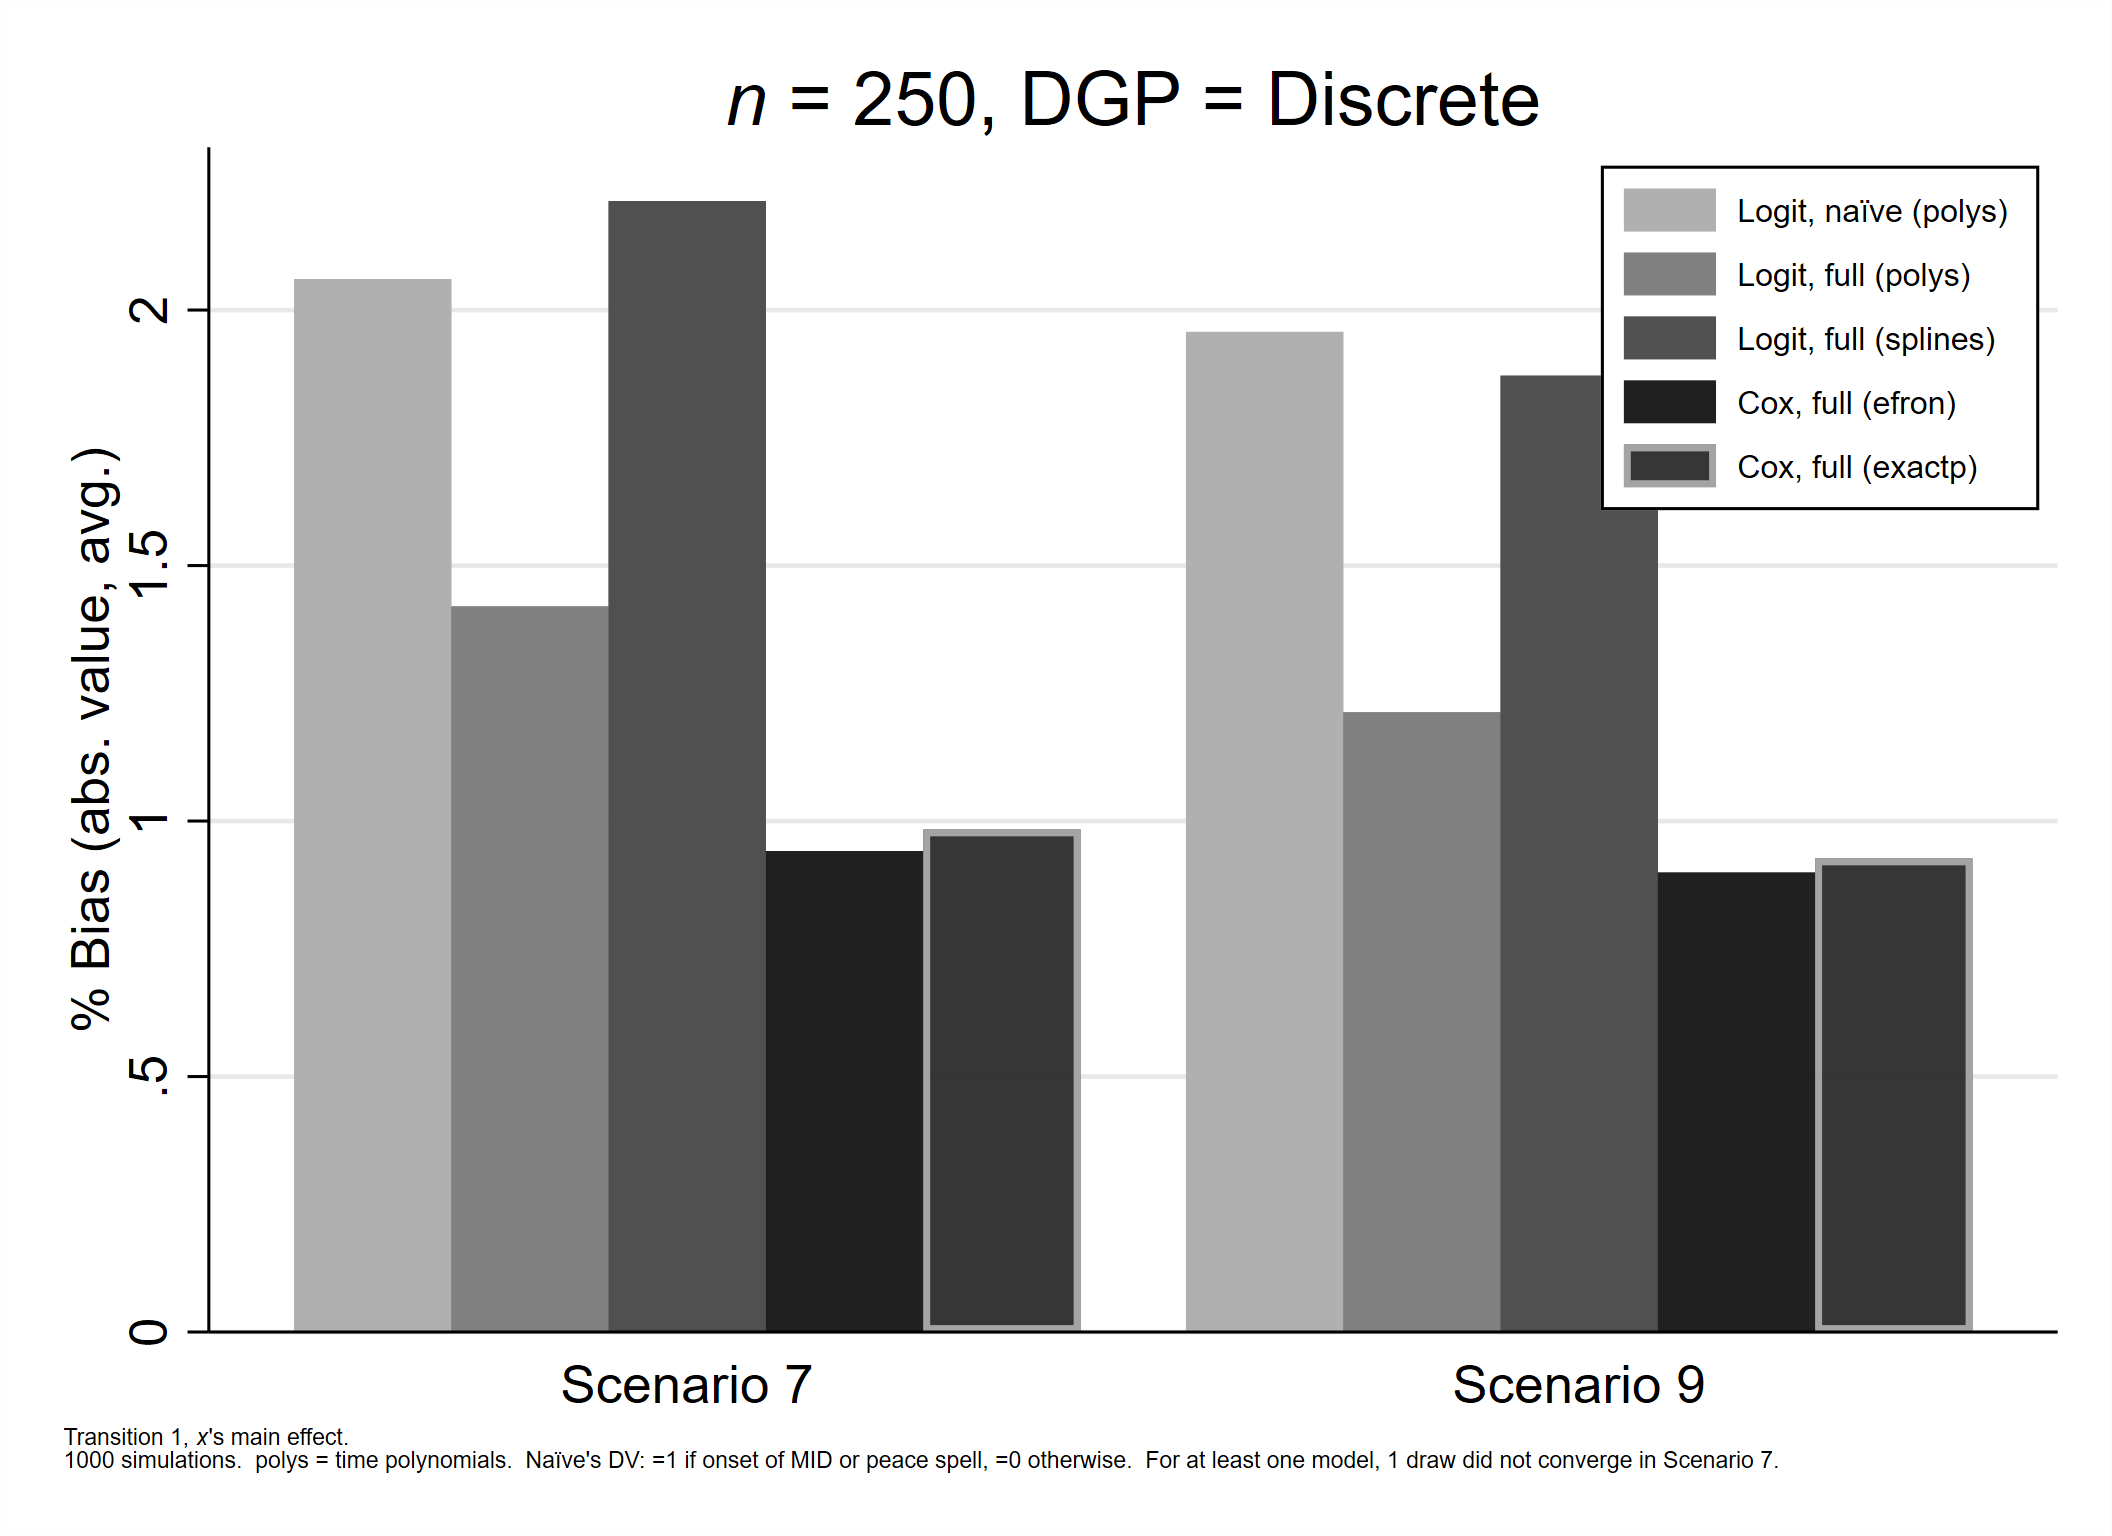 n = 250, DGP = Discrete
Logit, naïve (polys)
Logit, full (polys)
Logit, full (splines)
Cox, full (efron)
Cox, full (exactp)
% Bias (abs. value, avg.)
2
1.5
1
.5
0
Scenario 7
Scenario 9
Transition 1, x's main effect.
1000 simulations.  polys = time polynomials.  Naïve's DV: =1 if onset of MID or peace spell, =0 otherwise.  For at least one model, 1 draw did not converge in Scenario 7.